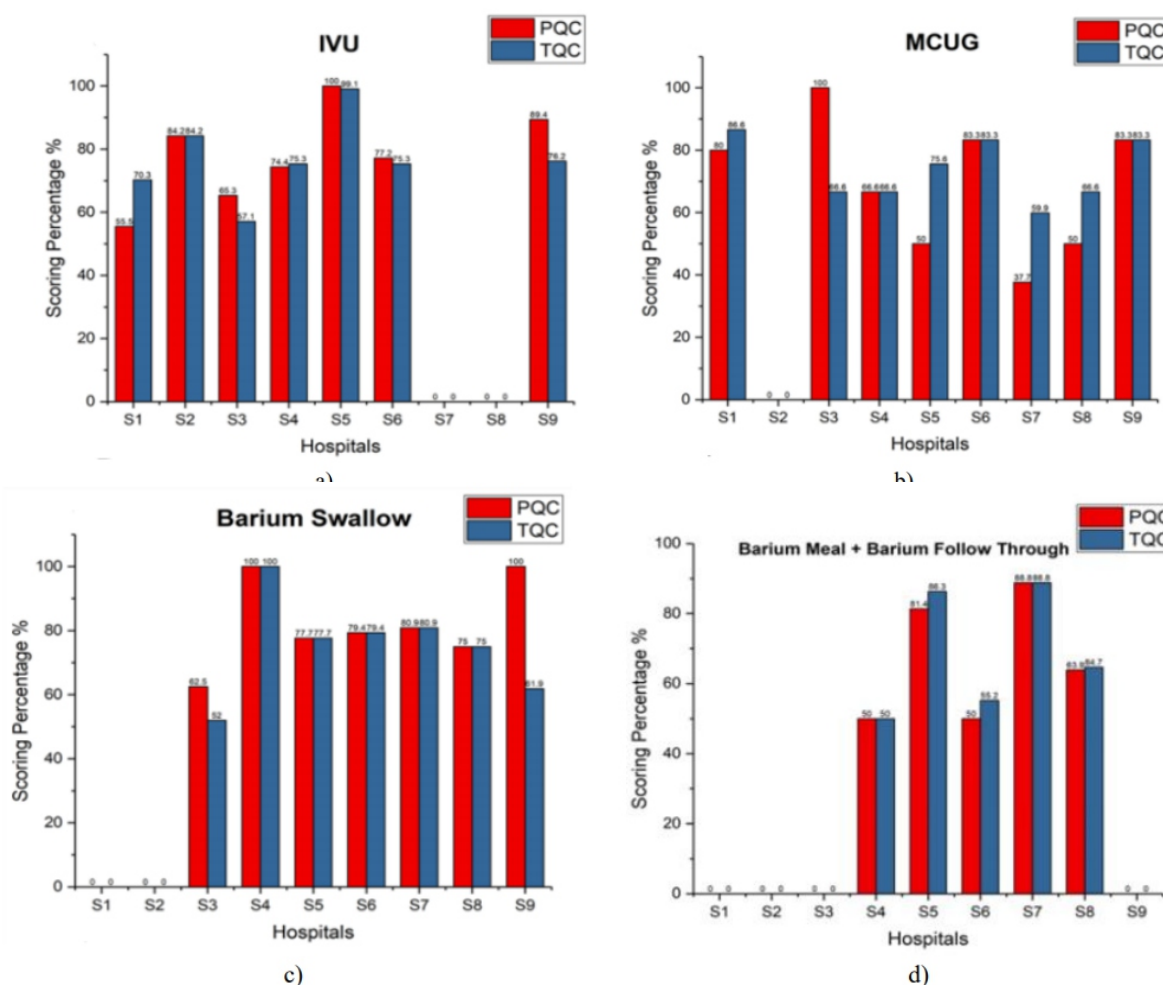 IVU
PQC
TQC
Scoring Percentage %
100
80
60
40
20
0
55.5 70.3 84.2 84.2 65.3 57.1 74.4 75.3 100 99.1 77.2 75.3 0 0 0 0 89.4 76.2
S1 S2 S3 S4 S5 S6 S7 S8 S9
Hospitals
a)
MCUG
PQC
TQC
Scoring Percentage %
100
80
60
40
20
0
80 86.6 0 0 100 66.6 66.6 66.6 50 75.6 83.3 83.3 37.7 59.9 50 66.6 83.3 83.3
S1 S2 S3 S4 S5 S6 S7 S8 S9
Hospitals
b)
Barium Swallow
PQC
TQC
Scoring Percentage %
100
80
60
40
20
0
0 0 0 0 62.5 52 100 100 77.7 77.7 79.4 79.4 80.9 80.9 75 75 100 61.9
S1 S2 S3 S4 S5 S6 S7 S8 S9
Hospitals
c)
Barium Meal + Barium Follow Through
PQC
TQC
Scoring Percentage %
100
80
60
40
20
0
0 0 0 0 0 0 50 50 81.4 86.3 50 55.2 88.8 88.8 63.9 64.7 0 0
S1 S2 S3 S4 S5 S6 S7 S8 S9
Hospitals
d)